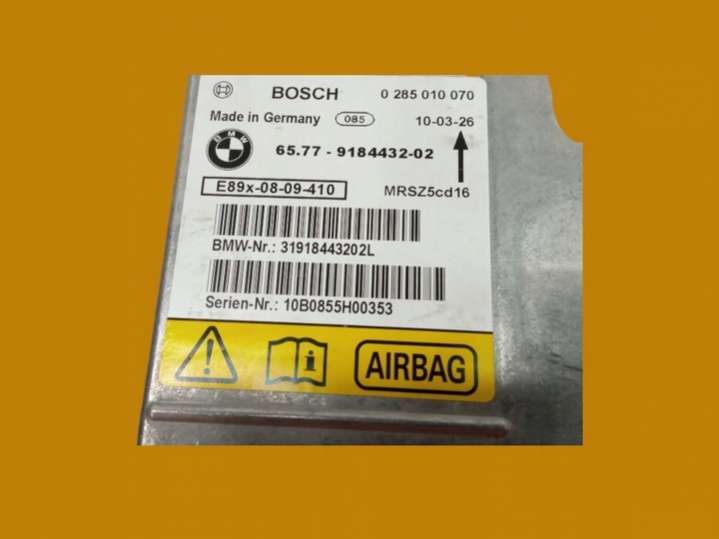 BOSCH 0 285 010 070
Made in Germany 085 10-03-26
BMW
65.77 - 9184432-02
E89x-08-09-410 MRSZ5cd16
BMW-Nr.: 31918443202L
Serien-Nr.: 10B0855H00353
AIRBAG